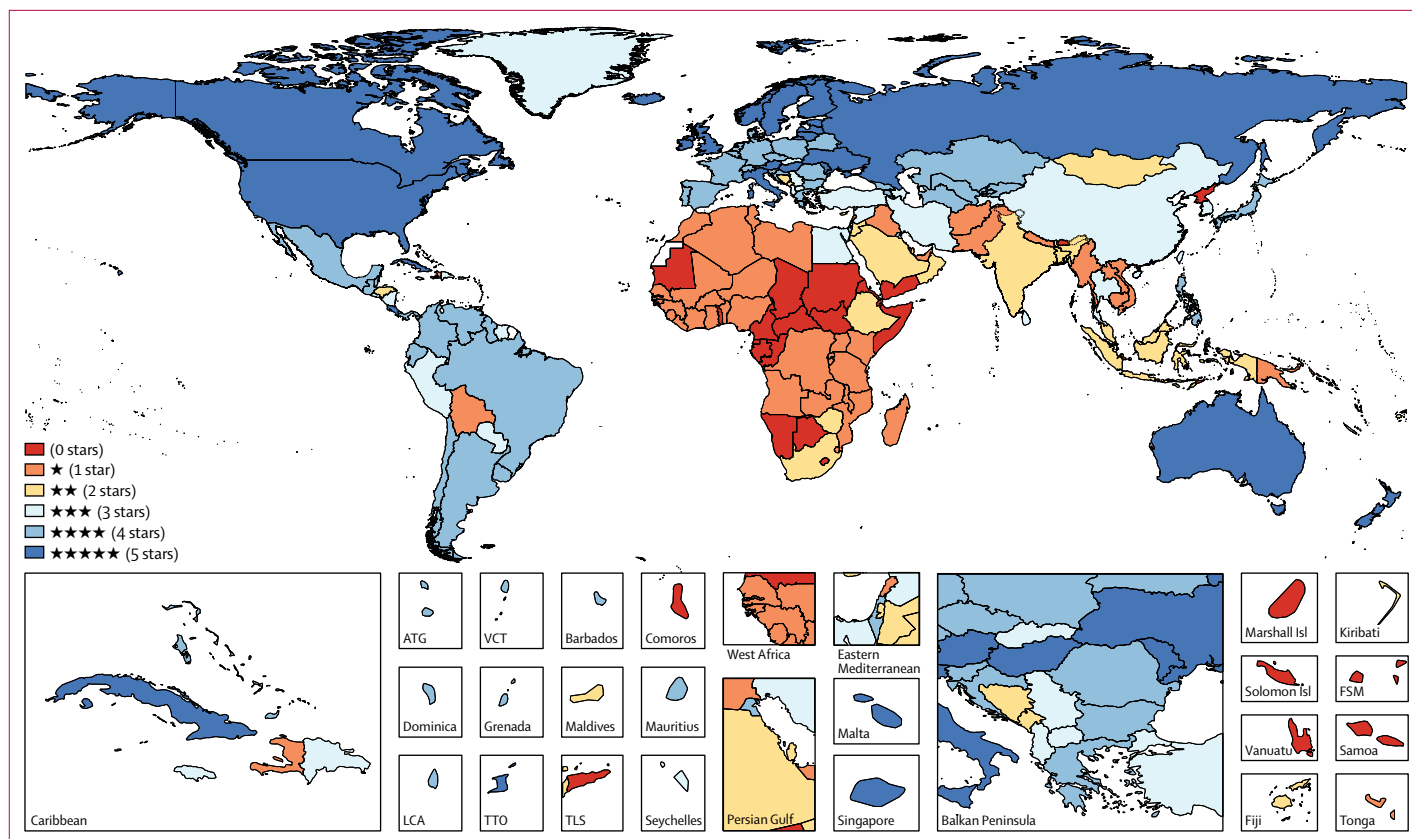 (0 stars)
★ (1 star)
★★ (2 stars)
★★★ (3 stars)
★★★★ (4 stars)
★★★★★ (5 stars)
Caribbean
ATG
VCT
Barbados
Comoros
West Africa
Eastern
Mediterranean
Balkan Peninsula
Marshall Isl
Kiribati
Dominica
Grenada
Maldives
Mauritius
Persian Gulf
Malta
Solomon Isl
FSM
Vanuatu
Samoa
LCA
TTO
TLS
Seychelles
Singapore
Fiji
Tonga